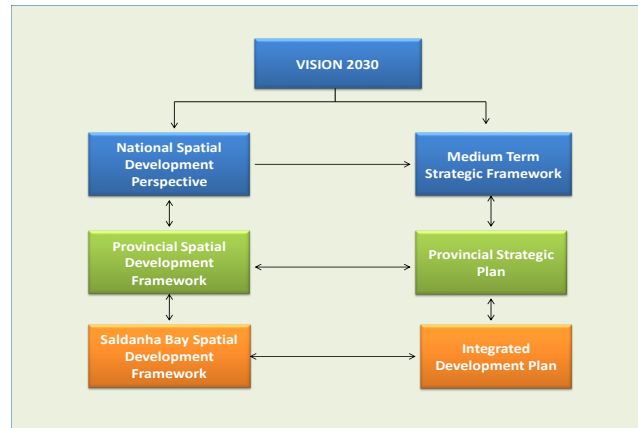 VISION 2030
National Spatial
Development
Perspective
Medium Term
Strategic Framework
Provincial Spatial
Development
Framework
Provincial Strategic
Plan
Saldanha Bay Spatial
Development
Framework
Integrated
Development Plan